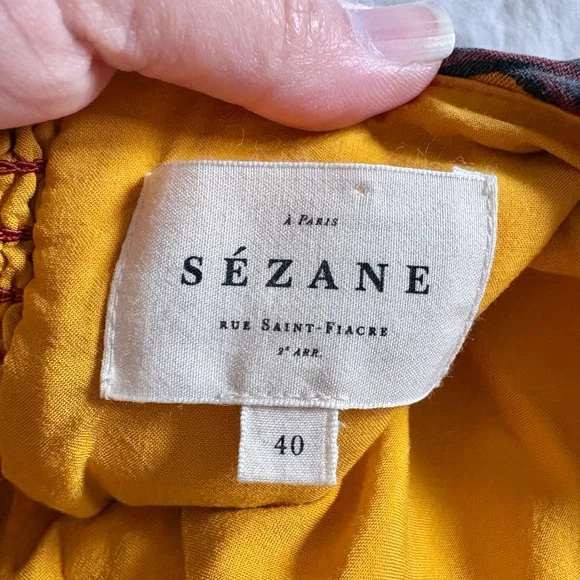 À PARIS
SÉZANE
RUE SAINT-FIACRE
2E ARR.
40